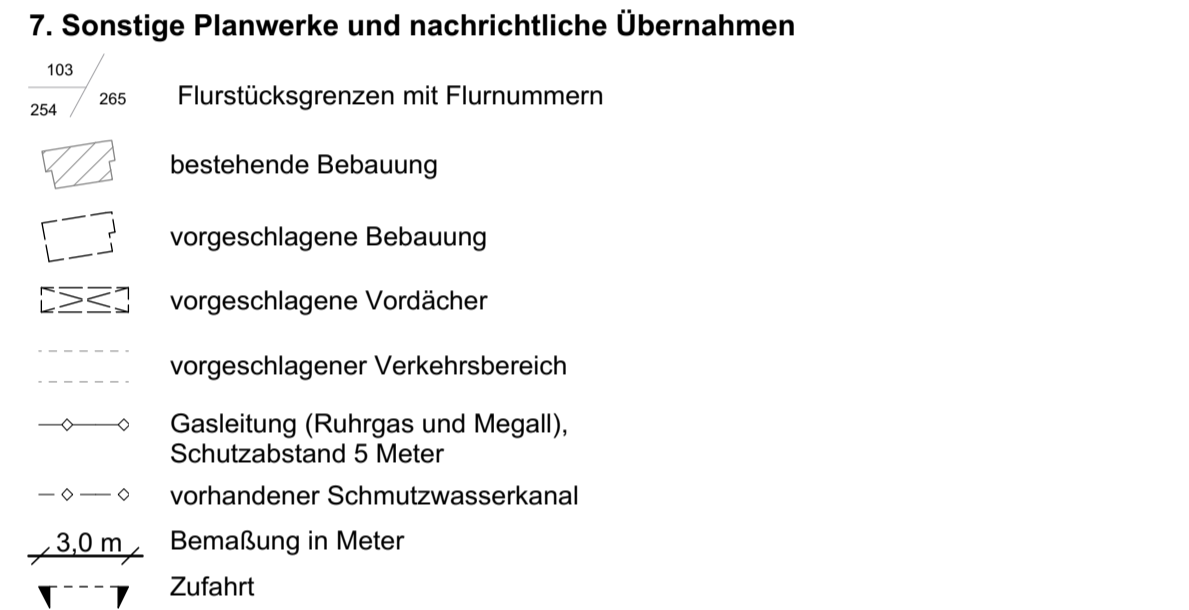 7. Sonstige Planwerke und nachrichtliche Übernahmen
103
254
265
Flurstücksgrenzen mit Flurnummern
bestehende Bebauung
vorgeschlagene Bebauung
vorgeschlagene Vordächer
vorgeschlagener Verkehrsbereich
Gasleitung (Ruhrgas und Megall),
Schutzabstand 5 Meter
vorhandener Schmutzwasserkanal
3,0 m Bemaßung in Meter
Zufahrt